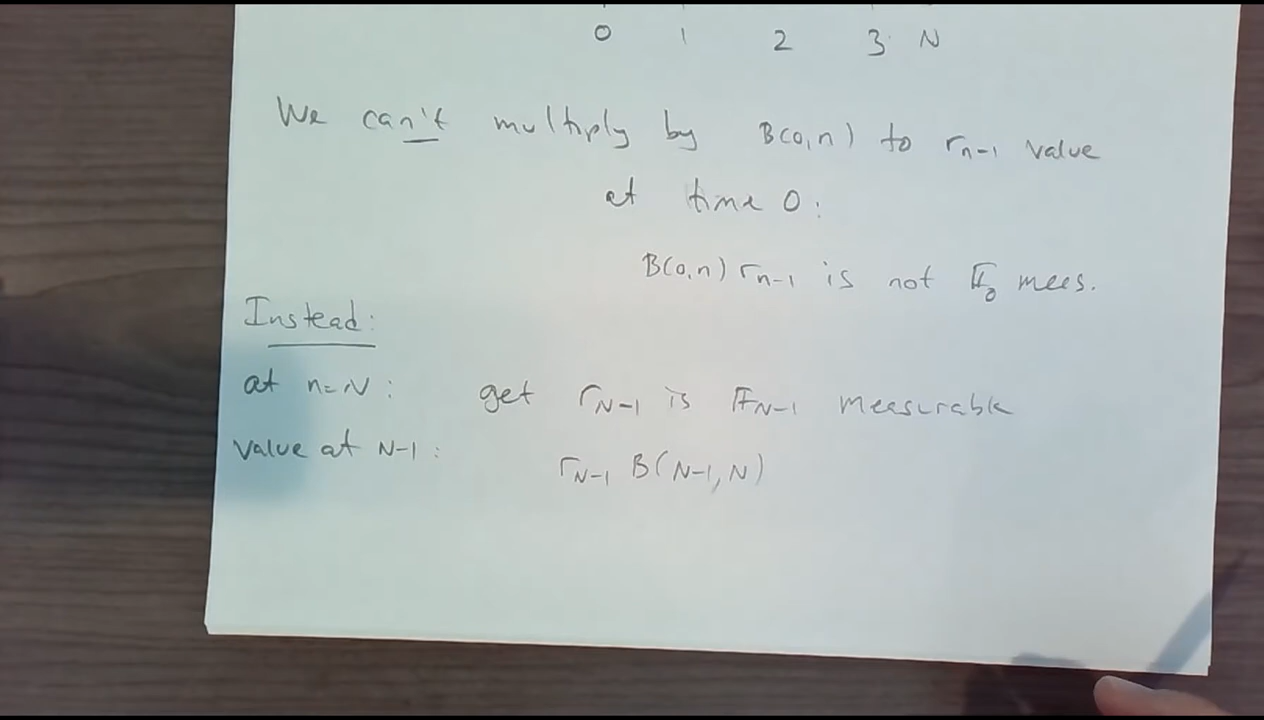 0 1 2 3 N
We can't multiply by B(0,n) to rn-1 value
at time 0:
B(0,n) rn-1 is not F0 mees.
Instead:
at n=N: get rN-1 is FN-1 measurable
value at N-1: rN-1 B(N-1,N)